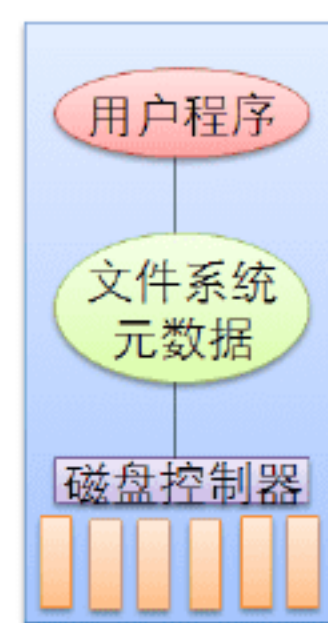 用户程序
文件系统
元数据
磁盘控制器